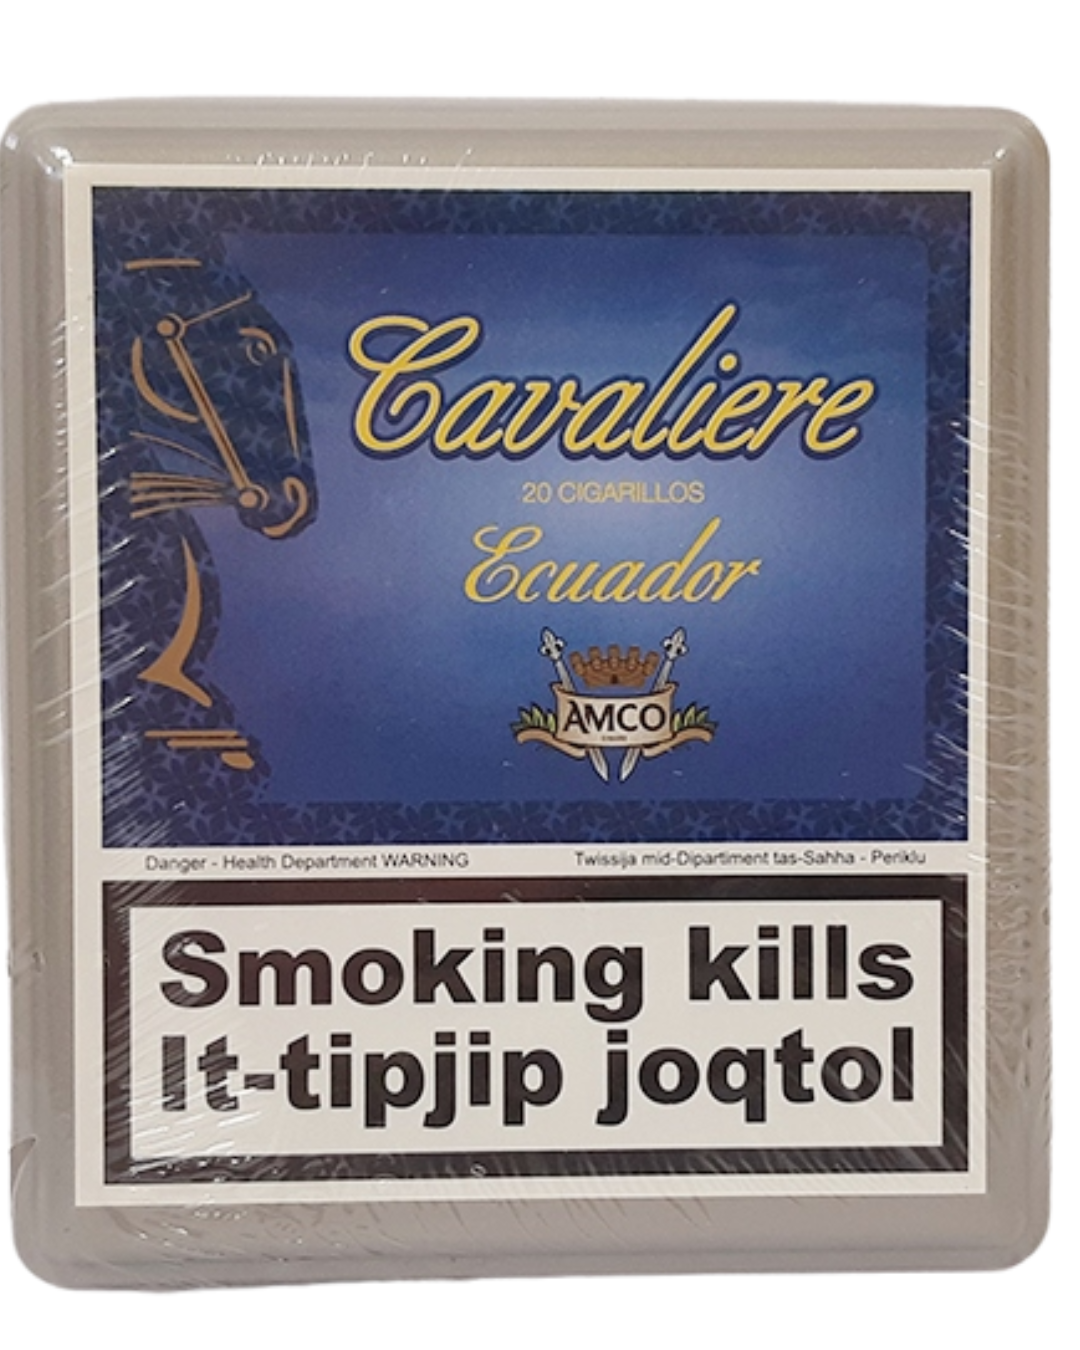 Cavaliere
20 CIGARILLOS
Ecuador
AMCO
Danger - Health Department WARNING
Twissija mid-Dipartiment tas-Sahha - Periklu
Smoking kills
It-tipjip joqtol